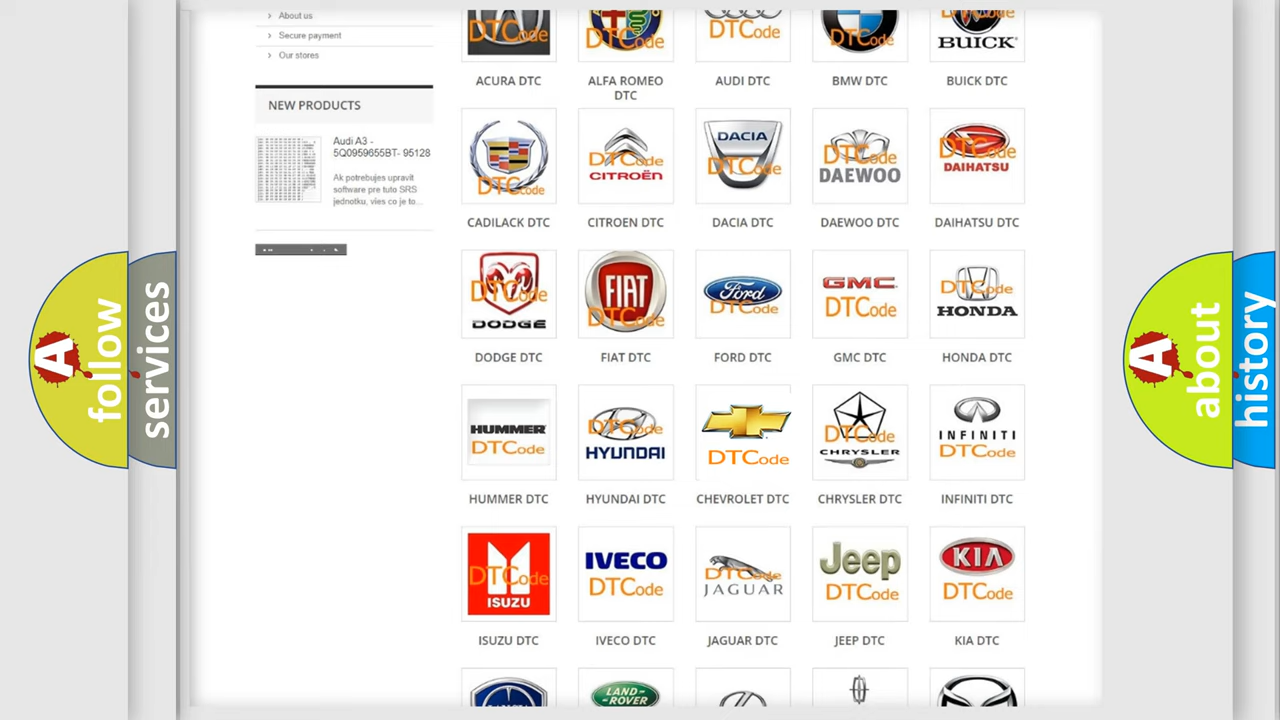 About us
Secure payment
Our stores
NEW PRODUCTS
Audi A3 -
5Q0959655BT- 95128
Ak potrebujes upravit
software pre tuto SRS
jednotku, vies co je to...
DTCode
DTCode
DTCode
DTCode
BUICK
ACURA DTC
ALFA ROMEO
DTC
AUDI DTC
BMW DTC
BUICK DTC
DTCode
DTCode
CITROËN
DACIA
DTCode
DTCode
DAEWOO
DTCode
DAIHATSU
CADILACK DTC
CITROEN DTC
DACIA DTC
DAEWOO DTC
DAIHATSU DTC
DTCode
DODGE
FIAT
DTCode
Ford
DTCode
GMC
DTCode
DTCode
HONDA
DODGE DTC
FIAT DTC
FORD DTC
GMC DTC
HONDA DTC
HUMMER
DTCode
DTCode
HYUNDAI
DTCode
DTCode
CHRYSLER
INFINITI
DTCode
HUMMER DTC
HYUNDAI DTC
CHEVROLET DTC
CHRYSLER DTC
INFINITI DTC
DTCode
ISUZU
IVECO
DTCode
DTCode
JAGUAR
Jeep
DTCode
KIA
DTCode
ISUZU DTC
IVECO DTC
JAGUAR DTC
JEEP DTC
KIA DTC
LAND-
ROVER
A follow
services
A about
history